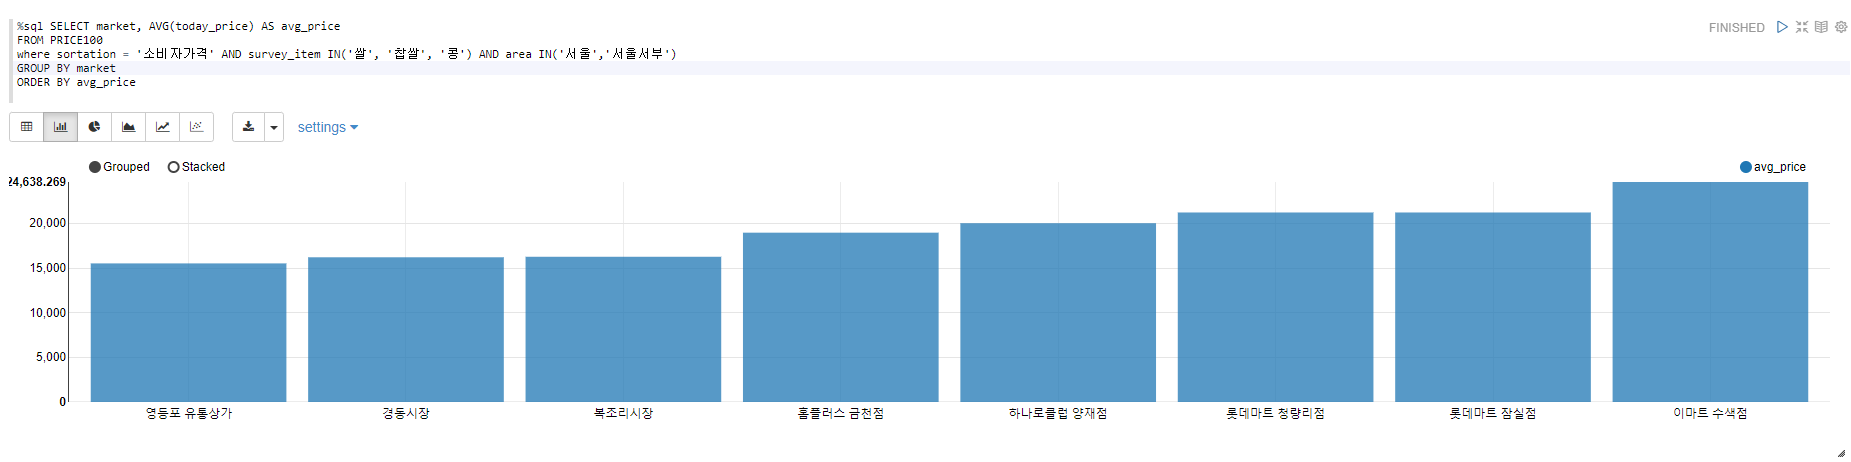 %sql SELECT market, AVG(today_price) AS avg_price
FROM PRICE100
where sortation = '소비자가격' AND survey_item IN('쌀', '찹쌀', '콩') AND area IN('서울','서울서부')
GROUP BY market
ORDER BY avg_price
FINISHED
settings
Grouped Stacked
avg_price
24,638.269
20,000
15,000
10,000
5,000
0
영등포 유통상가 경동시장 복조리시장 홈플러스 금천점 하나로클럽 양재점 롯데마트 청량리점 롯데마트 잠실점 이마트 수색점